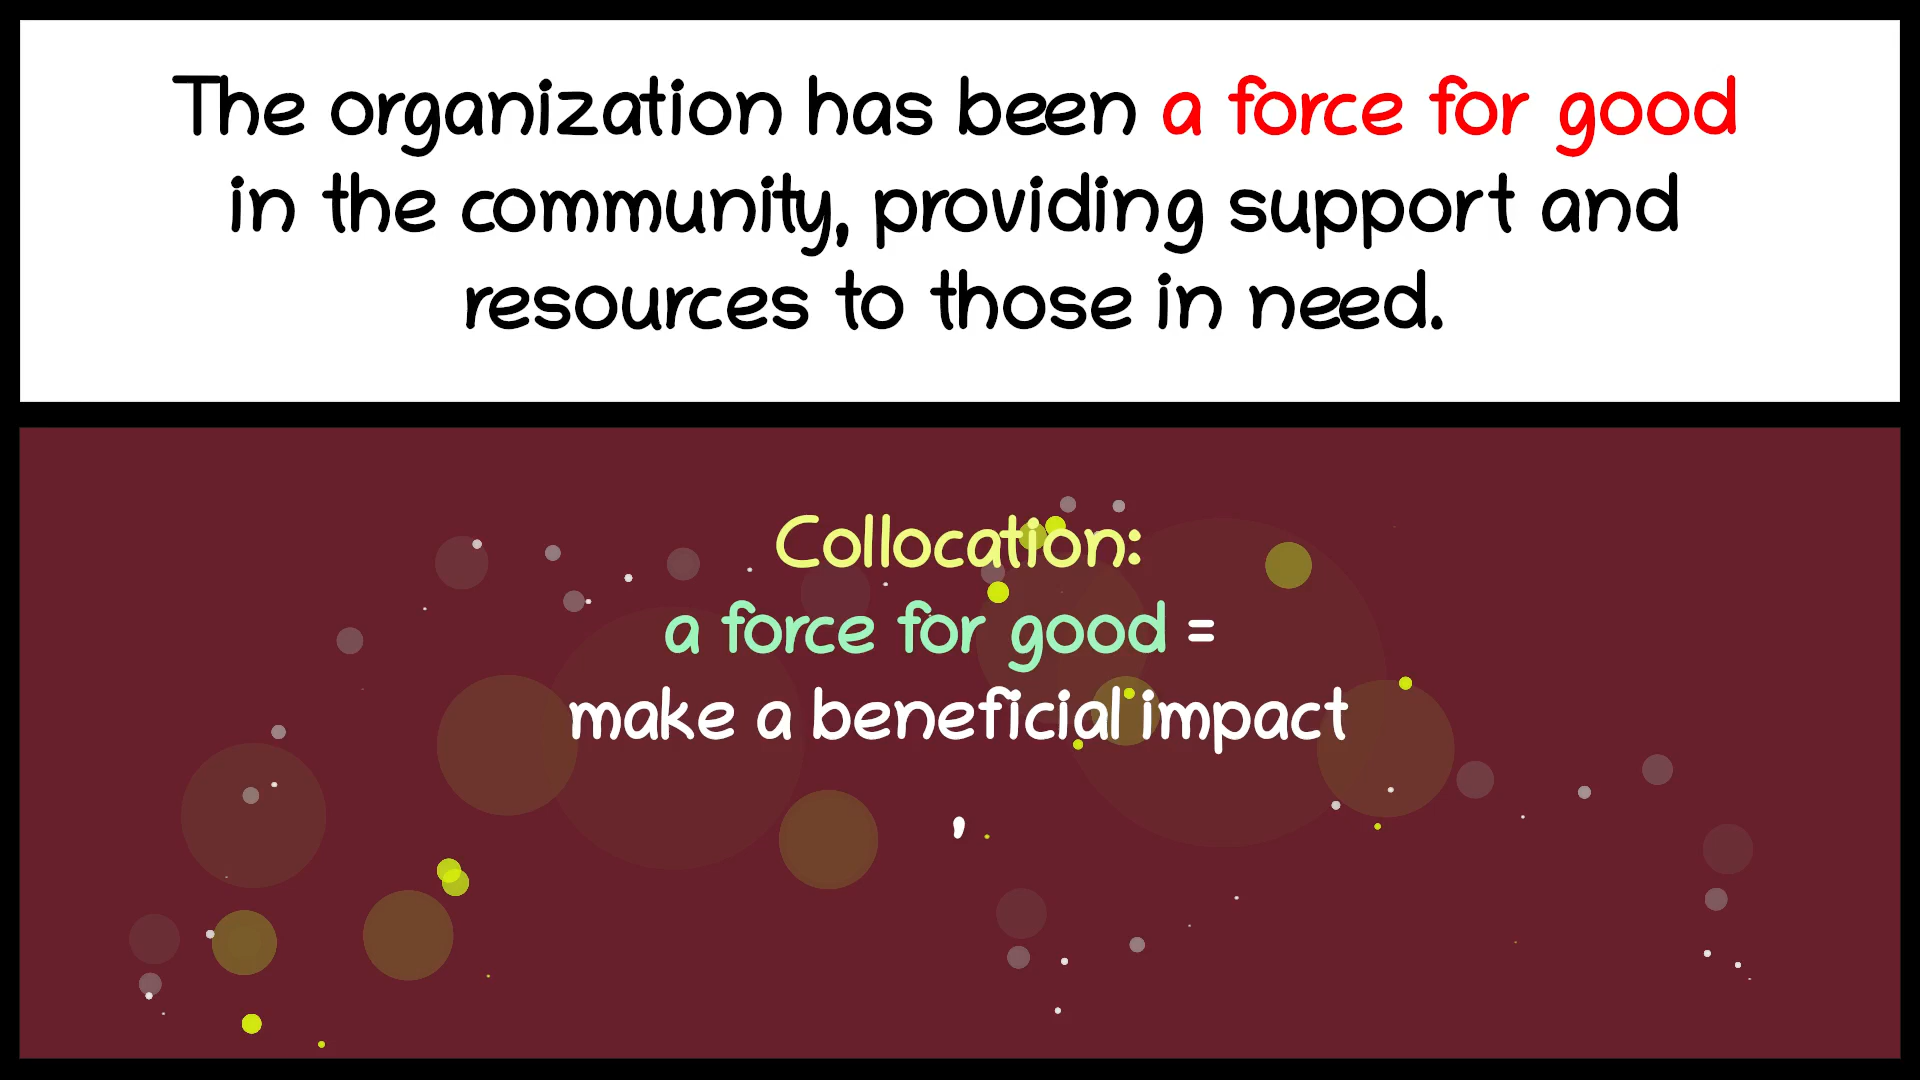 The organization has been a force for good
in the community, providing support and
resources to those in need.
Collocation:
a force for good =
make a beneficial impact
,